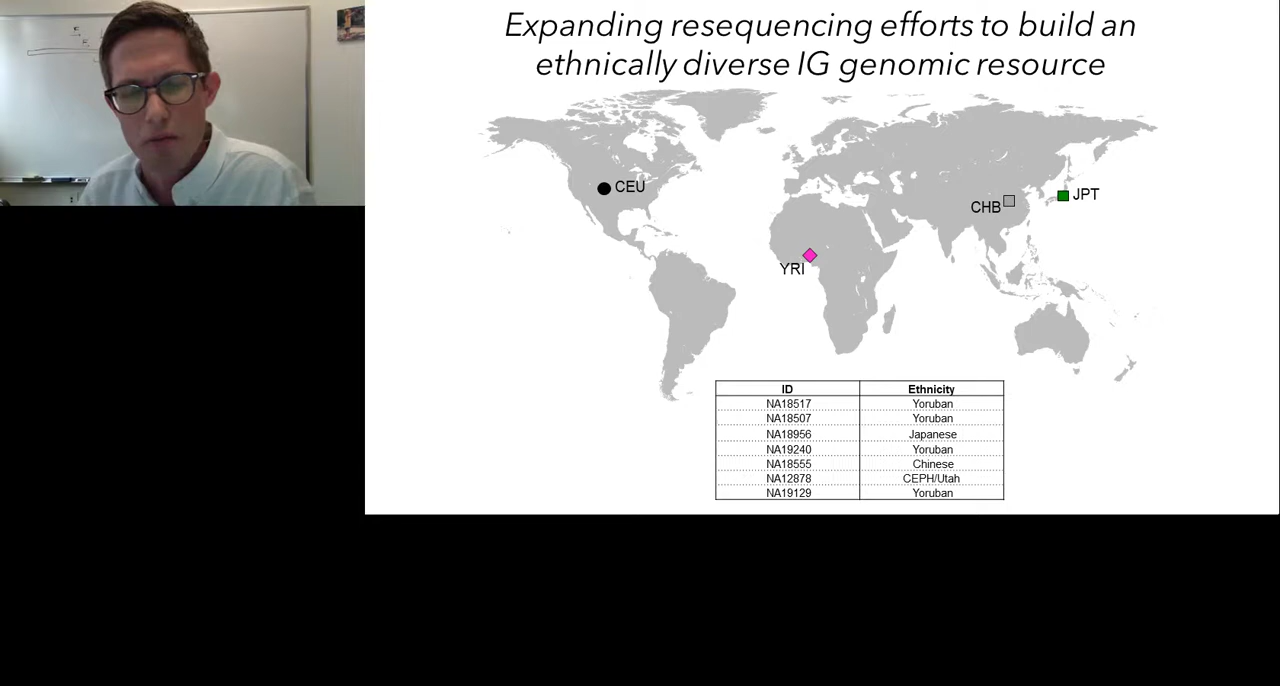 Expanding resequencing efforts to build an
ethnically diverse IG genomic resource
CEU
CHB
JPT
YRI
ID Ethnicity
NA18517 Yoruban
NA18507 Yoruban
NA18956 Japanese
NA19240 Yoruban
NA18555 Chinese
NA12878 CEPH/Utah
NA19129 Yoruban